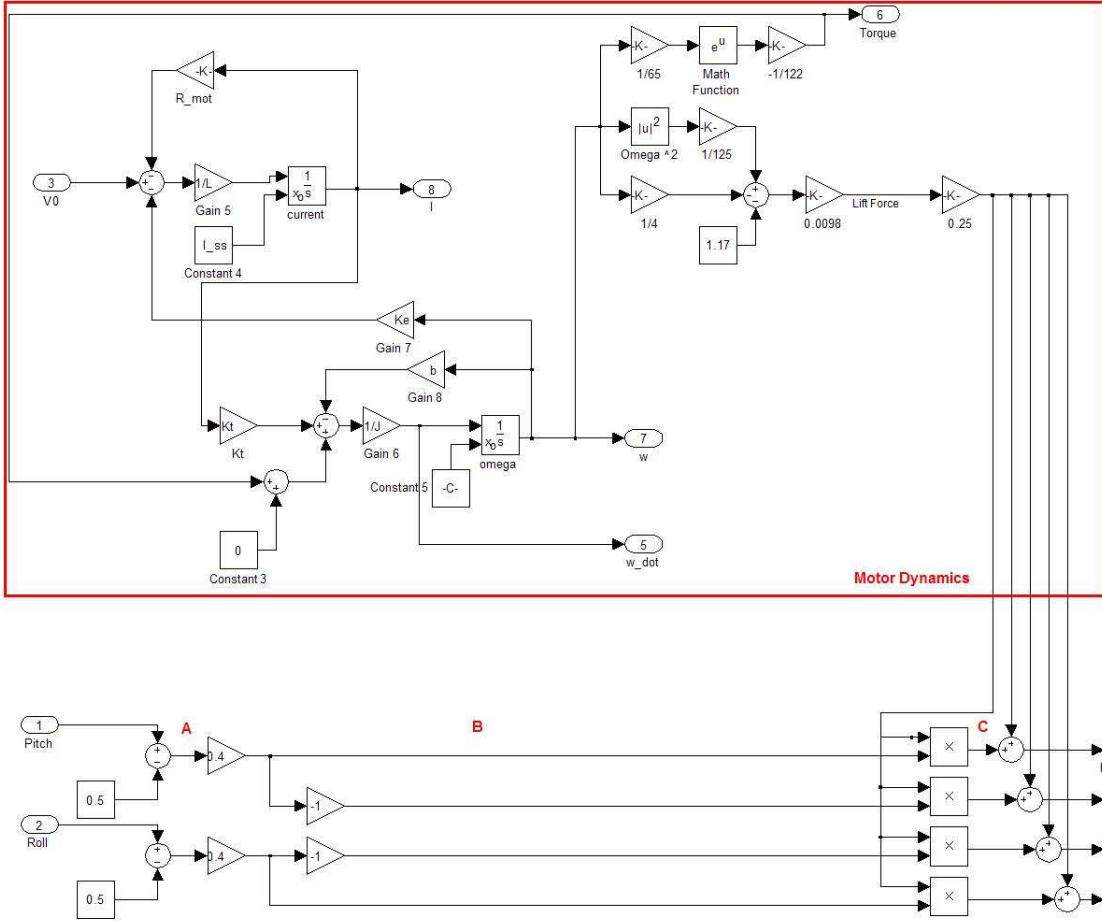 6
Torque
-K-
R_mot
-K-
1/65
e^u
Math
Function
-K-
-1/122
3
V0
1/L
Gain 5
1
x₀ s
current
8
I
|u|²
Omega ^2
-K-
1/125
I_ss
Constant 4
-K-
1/4
1.17
-K-
0.0098
Lift Force
-K-
0.25
Ke
Gain 7
b
Gain 8
Kt
Kt
1/J
Gain 6
1
x₀ s
omega
7
w
Constant 5
-C-
0
Constant 3
5
w_dot
Motor Dynamics
1
Pitch
A
B
C
0.4
0.5
-1
2
Roll
0.4
-1
0.5
×
×
×
×